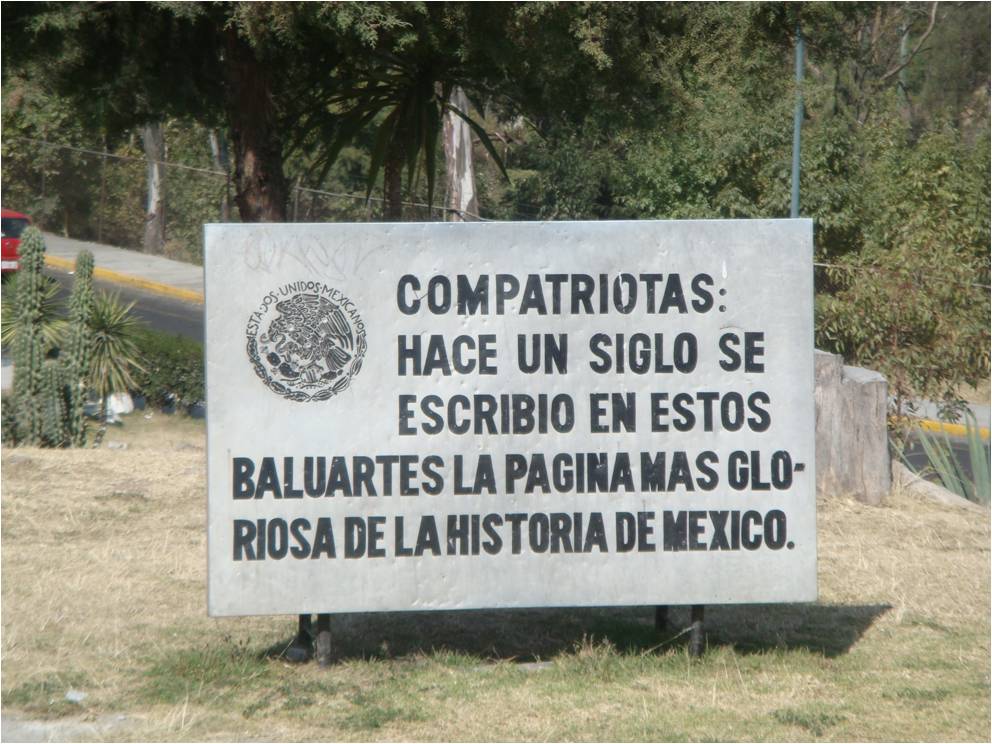 ESTADOS·UNIDOS·MEXICANOS
COMPATRIOTAS:
HACE UN SIGLO SE
ESCRIBIO EN ESTOS
BALUARTES LA PAGINA MAS GLO-
RIOSA DE LA HISTORIA DE MEXICO.